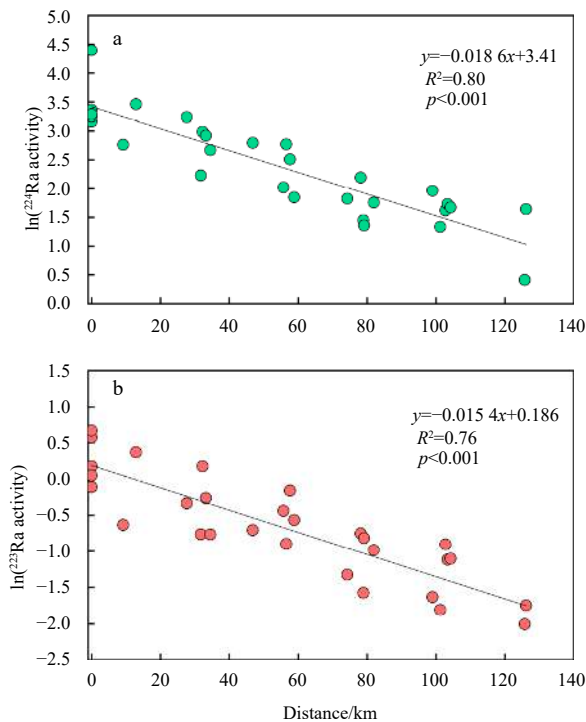 a
5.0
4.5
4.0
3.5
3.0
2.5
2.0
1.5
1.0
0.5
0.0
ln(²²⁴Ra activity)
y=−0.018 6x+3.41
R²=0.80
p<0.001
0 20 40 60 80 100 120 140
b
1.5
1.0
0.5
0.0
−0.5
−1.0
−1.5
−2.0
−2.5
ln(²²³Ra activity)
y=−0.015 4x+0.186
R²=0.76
p<0.001
0 20 40 60 80 100 120 140
Distance/km